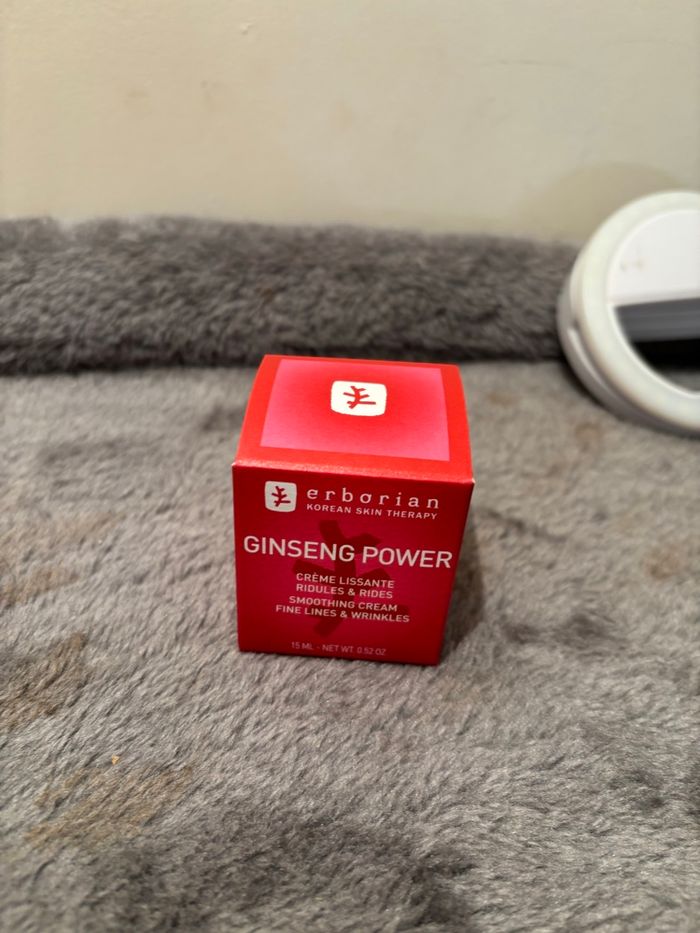 erborian
KOREAN SKIN THERAPY
GINSENG POWER
CRÈME LISSANTE
RIDULES & RIDES
SMOOTHING CREAM
FINE LINES & WRINKLES
15 ML - NET WT. 0.52 OZ